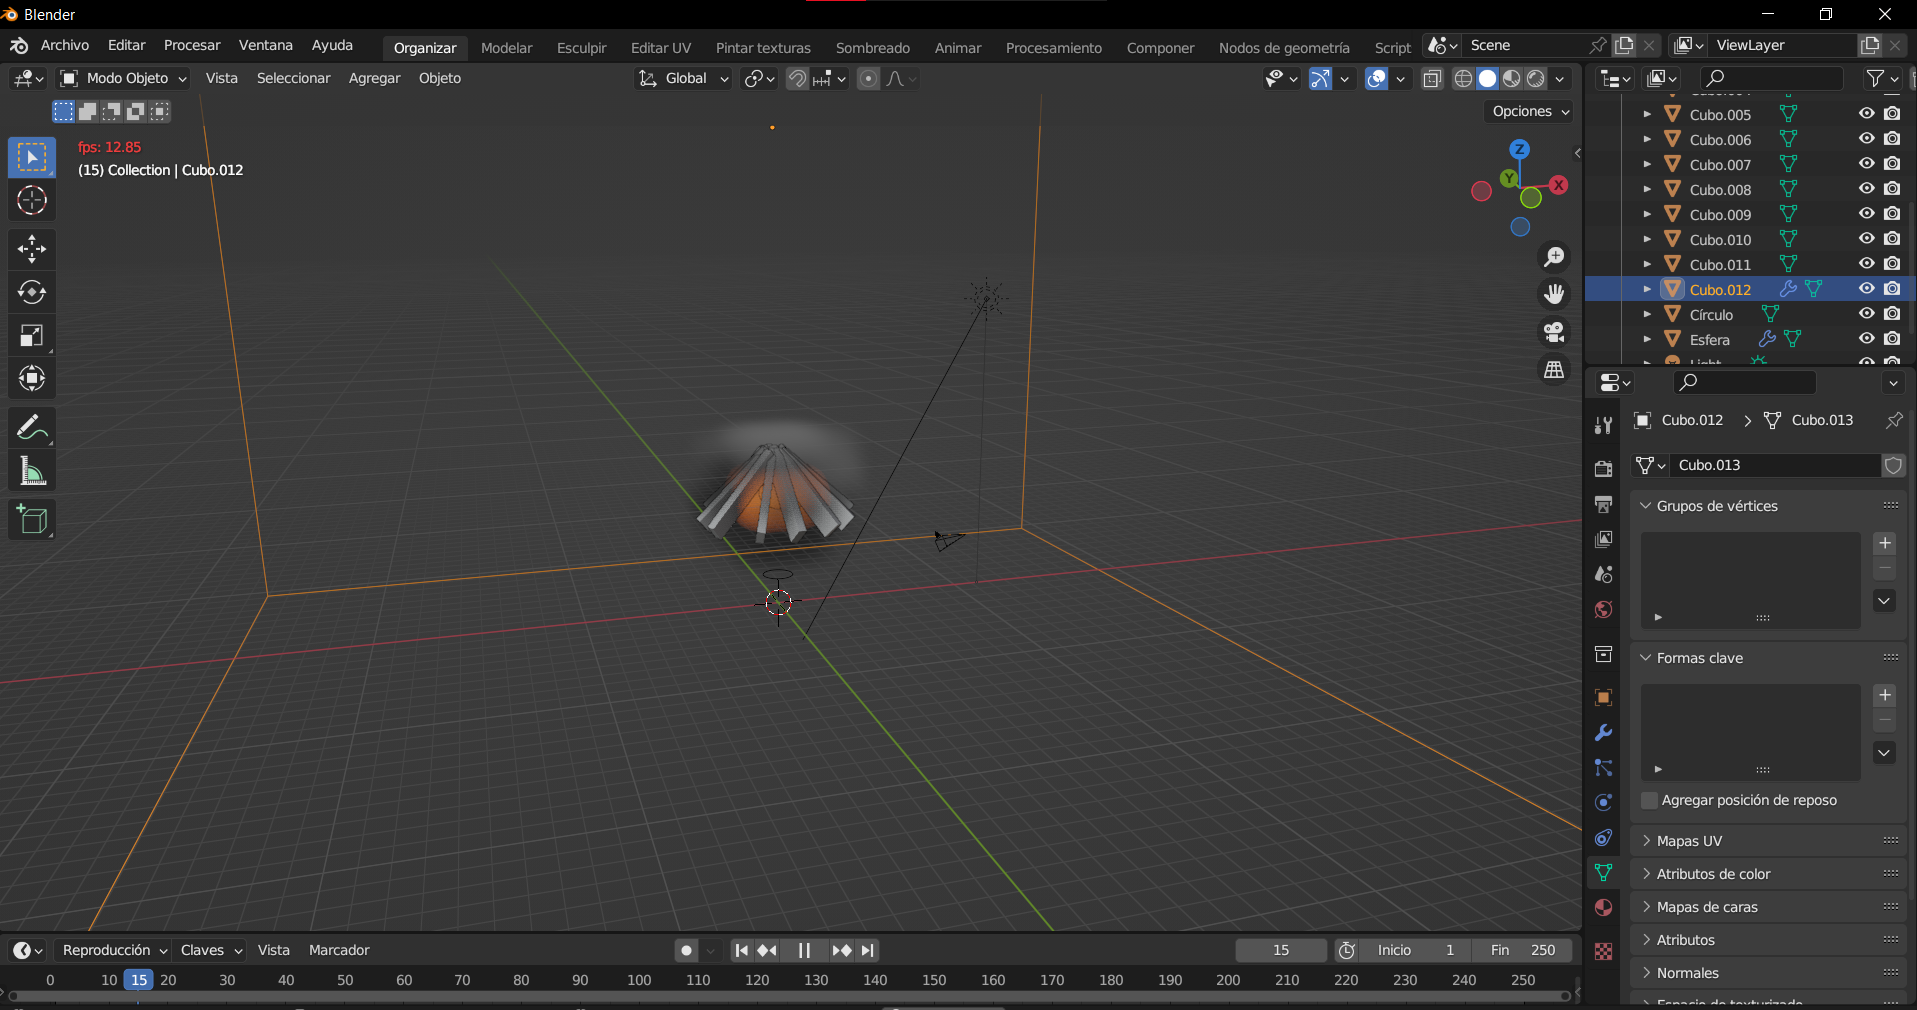 Blender
Archivo Editar Procesar Ventana Ayuda Organizar Modelar Esculpir Editar UV Pintar texturas Sombreado Animar Procesamiento Componer Nodos de geometría Script Scene ViewLayer
Modo Objeto Vista Seleccionar Agregar Objeto Global
Opciones
fps: 12.85
(15) Collection | Cubo.012
Z
Y
X
Cubo.005
Cubo.006
Cubo.007
Cubo.008
Cubo.009
Cubo.010
Cubo.011
Cubo.012
Círculo
Esfera
Light
Cubo.012 Cubo.013
Cubo.013
Grupos de vértices
Formas clave
Agregar posición de reposo
Mapas UV
Atributos de color
Mapas de caras
Atributos
Normales
Espacio de texturizado
Reproducción Claves Vista Marcador 15 Inicio 1 Fin 250
0 10 15 20 30 40 50 60 70 80 90 100 110 120 130 140 150 160 170 180 190 200 210 220 230 240 250